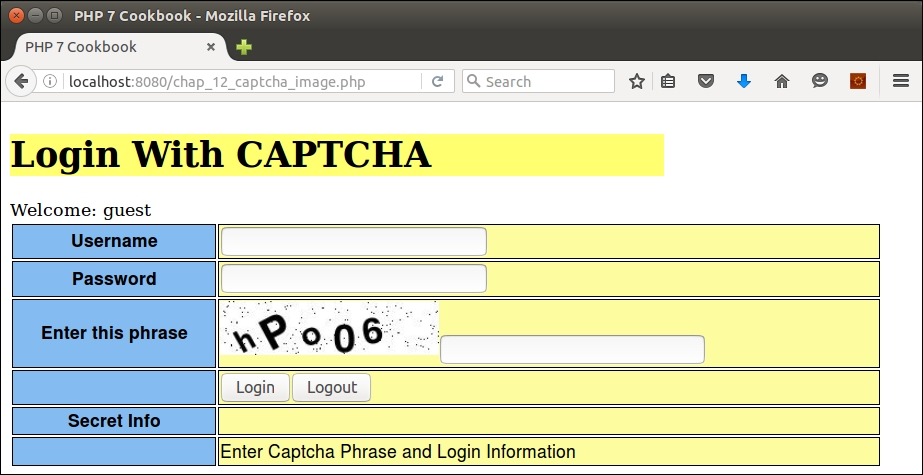 PHP 7 Cookbook - Mozilla Firefox
PHP 7 Cookbook
localhost:8080/chap_12_captcha_image.php
Search
Login With CAPTCHA
Welcome: guest
Username
Password
Enter this phrase
hPo06
Login Logout
Secret Info
Enter Captcha Phrase and Login Information